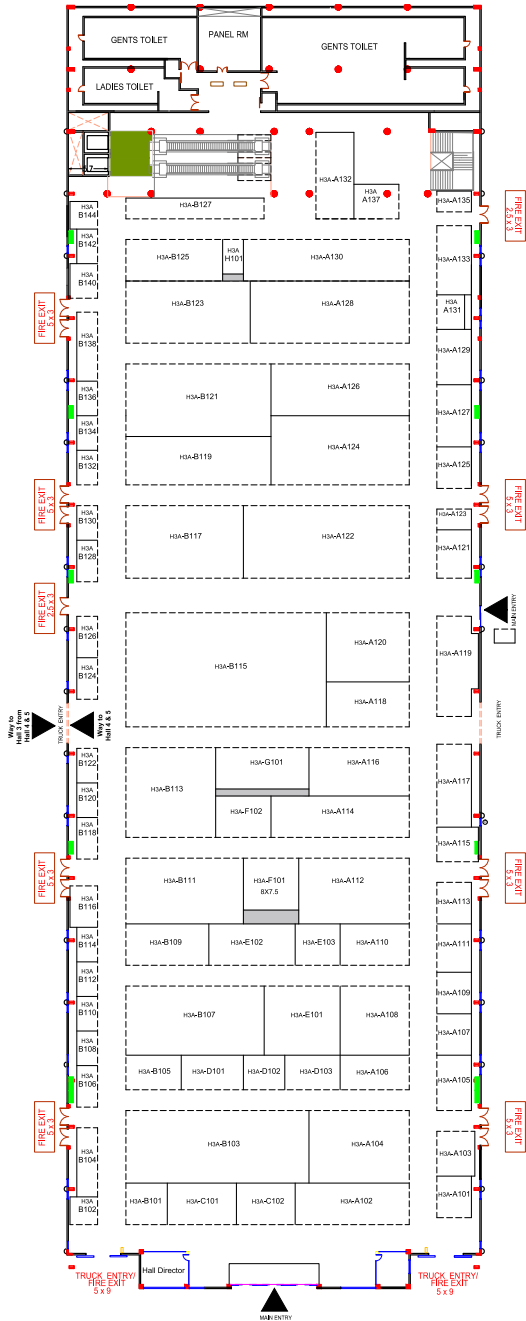 GENTS TOILET
PANEL RM
GENTS TOILET
LADIES TOILET
4.7
H3A-A132
H3A
A137
H3A-A135
H3A
B144
H3A-B127
FIRE EXIT
2.5 x 3
H3A
B142
H3A-B125
H3A
H101
H3A-A130
H3A-A133
H3A
B140
H3A-B123
H3A-A128
H3A
A131
FIRE EXIT
5 x 3
H3A
B138
H3A-A129
H3A-B121
H3A-A126
H3A
B136
H3A-A127
H3A
B134
H3A-B119
H3A-A124
H3A
B132
H3A-A125
FIRE EXIT
5 x 3
FIRE EXIT
5 x 3
H3A
B130
H3A-B117
H3A-A122
H3A-A123
H3A
B128
H3A-A121
FIRE EXIT
2.5 x 3
MAIN ENTRY
H3A
B126
H3A-B115
H3A-A120
H3A-A119
H3A
B124
H3A-A118
Way to
Hall 3 from
Hall 4 & 5
TRUCK ENTRY
Way to
Hall 4 & 5
TRUCK ENTRY
H3A
B122
H3A-B113
H3A-G101
H3A-A116
H3A-A117
H3A
B120
H3A
B118
H3A-F102
H3A-A114
H3A-A115
FIRE EXIT
5 x 3
FIRE EXIT
5 x 3
H3A-B111
H3A-F101
8X7.5
H3A-A112
H3A
B116
H3A-A113
H3A
B114
H3A-B109
H3A-E102
H3A-E103
H3A-A110
H3A-A111
H3A
B112
H3A
B110
H3A-B107
H3A-E101
H3A-A108
H3A-A109
H3A
B108
H3A-A107
H3A
B106
H3A-B105
H3A-D101
H3A-D102
H3A-D103
H3A-A106
H3A-A105
FIRE EXIT
5 x 3
FIRE EXIT
5 x 3
H3A
B104
H3A-B103
H3A-A104
H3A-A103
H3A
B102
H3A-B101
H3A-C101
H3A-C102
H3A-A102
H3A-A101
Hall Director
TRUCK ENTRY/
FIRE EXIT
5 x 9
TRUCK ENTRY/
FIRE EXIT
5 x 9
MAIN ENTRY